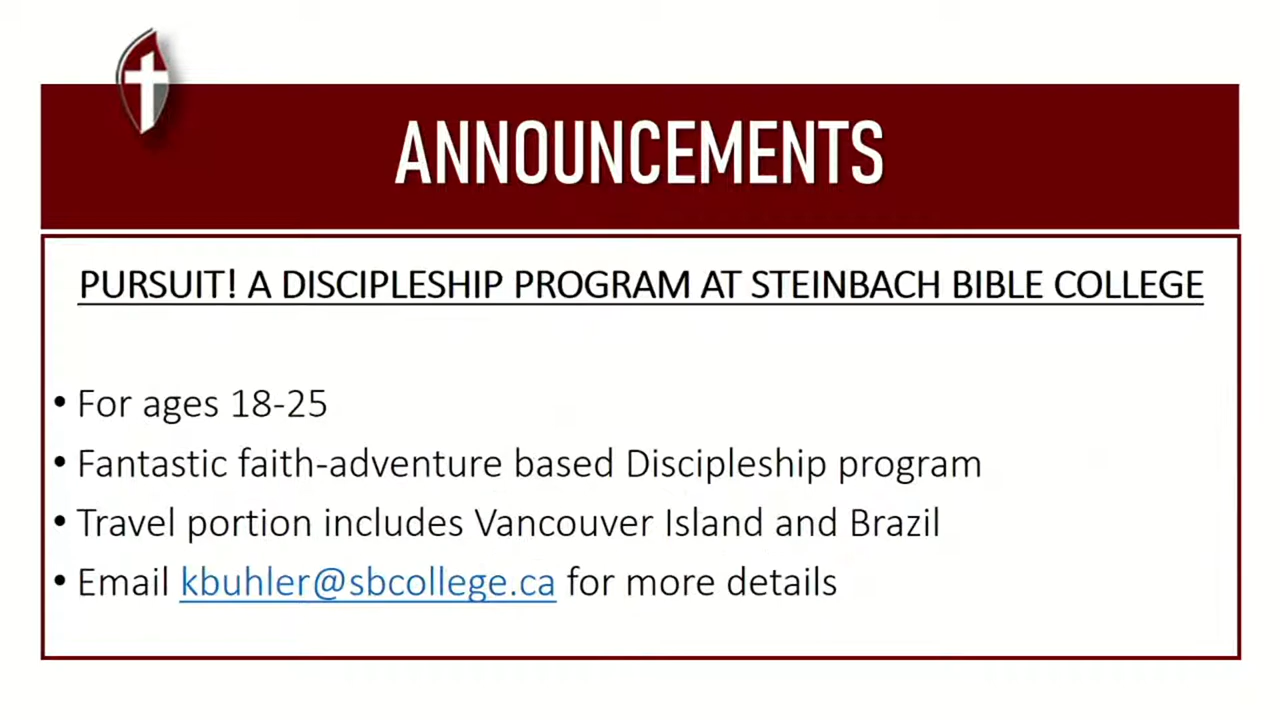 ANNOUNCEMENTS
PURSUIT! A DISCIPLESHIP PROGRAM AT STEINBACH BIBLE COLLEGE
• For ages 18-25
• Fantastic faith-adventure based Discipleship program
• Travel portion includes Vancouver Island and Brazil
• Email kbuhler@sbcollege.ca for more details